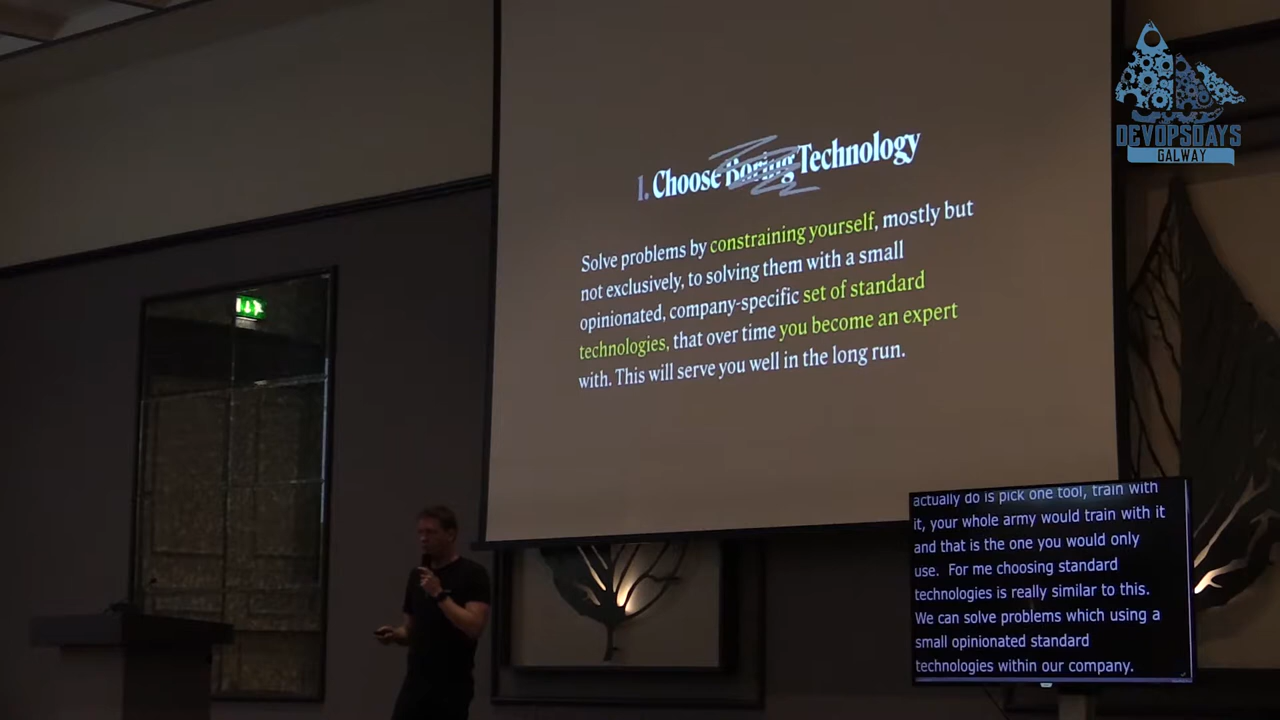 1. Choose Boring Technology
Solve problems by constraining yourself, mostly but
not exclusively, to solving them with a small
opinionated, company-specific set of standard
technologies, that over time you become an expert
with. This will serve you well in the long run.
DEVOPSDAYS
GALWAY
actually do is pick one tool, train with
it, your whole army would train with it
and that is the one you would only
use. For me choosing standard
technologies is really similar to this.
We can solve problems which using a
small opinionated standard
technologies within our company.